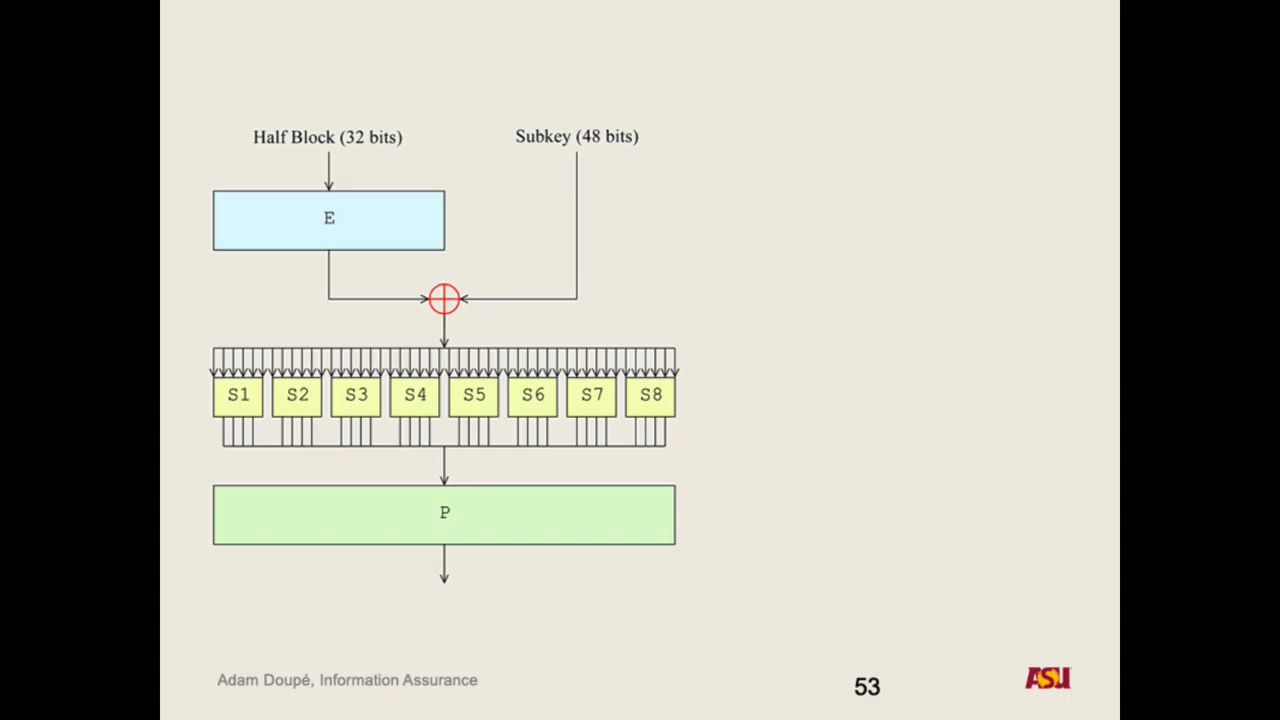 Half Block (32 bits) Subkey (48 bits)
E
S1 S2 S3 S4 S5 S6 S7 S8
P
Adam Doupé, Information Assurance 53 ASU